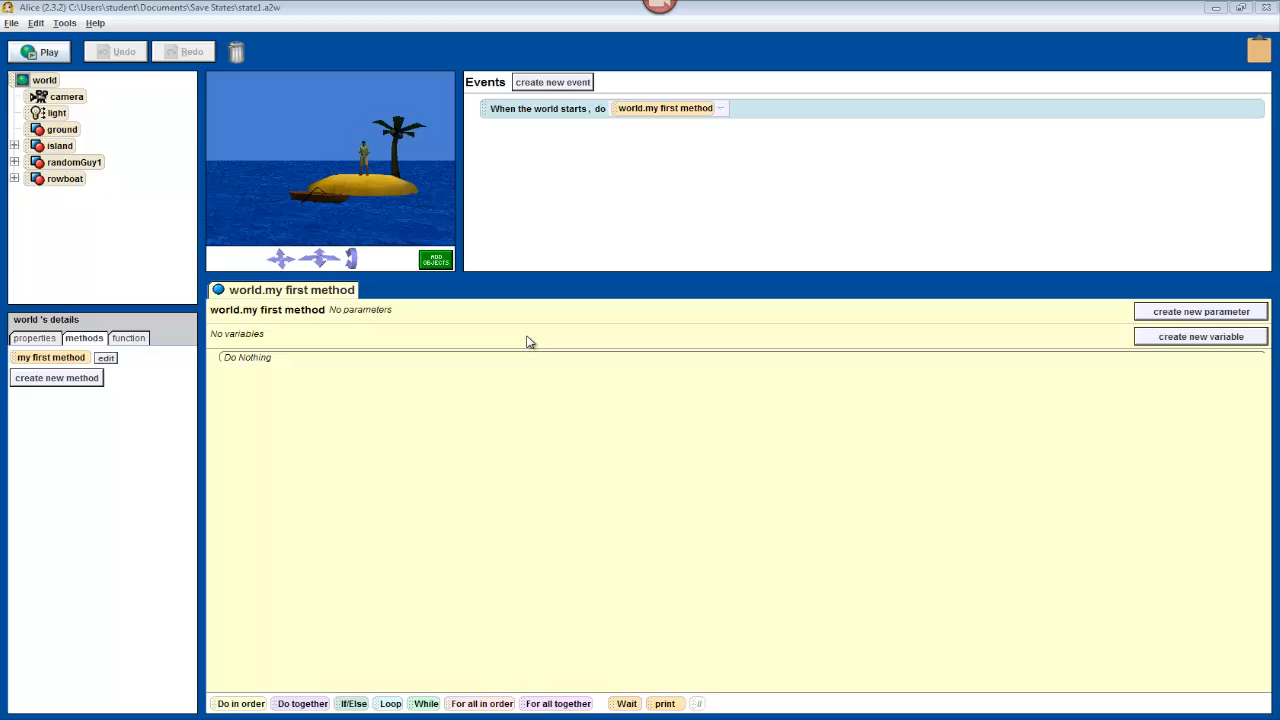 Alice (2.3.2) C:\Users\student\Documents\Save States\state1.a2w
File Edit Tools Help
Play Undo Redo
world
camera
light
ground
island
randomGuy1
rowboat
ADD OBJECTS
Events create new event
When the world starts, do world.my first method
world's details
properties methods function
my first method edit
create new method
world.my first method
world.my first method No parameters
create new parameter
No variables
create new variable
Do Nothing
Do in order Do together If/Else Loop While For all in order For all together Wait print //